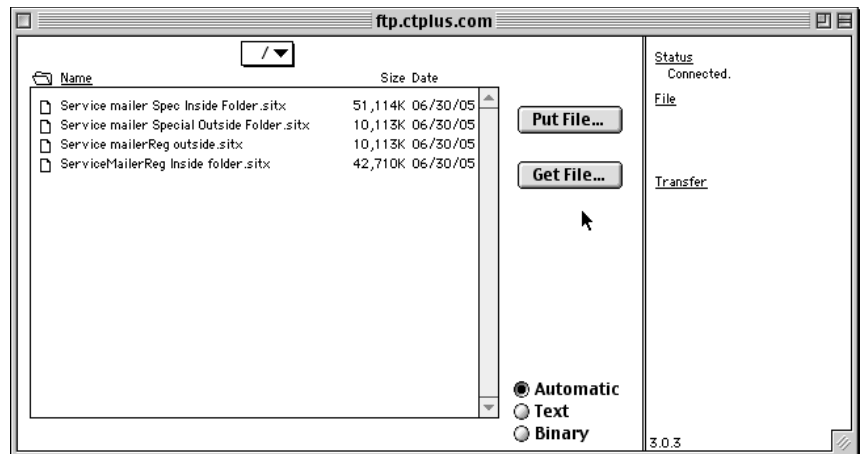 ftp.ctplus.com
/
Name Size Date
Service mailer Spec Inside Folder.sitx 51,114K 06/30/05
Service mailer Special Outside Folder.sitx 10,113K 06/30/05
Service mailerReg outside.sitx 10,113K 06/30/05
ServiceMailerReg Inside folder.sitx 42,710K 06/30/05
Put File...
Get File...
Automatic
Text
Binary
Status
Connected.
File
Transfer
3.0.3